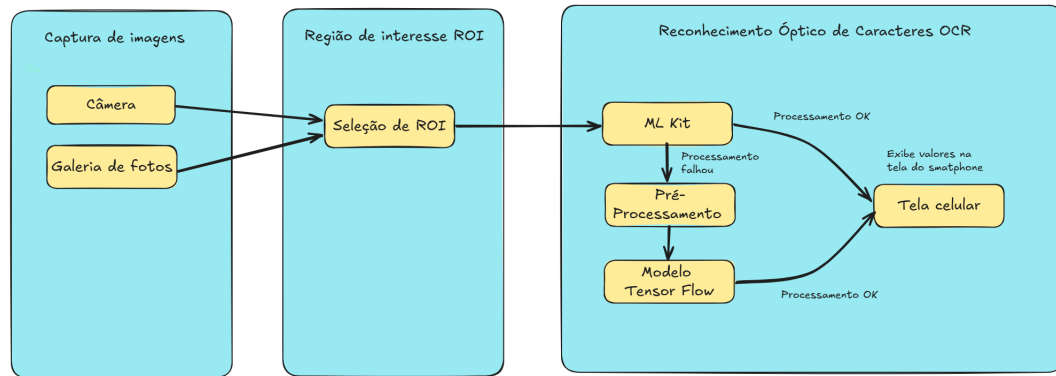 Captura de imagens
Câmera
Galeria de fotos
Região de interesse ROI
Seleção de ROI
Reconhecimento Óptico de Caracteres OCR
ML Kit
Processamento OK
Processamento
falhou
Exibe valores na
tela do smatphone
Pré-
Processamento
Tela celular
Modelo
Tensor Flow
Processamento OK